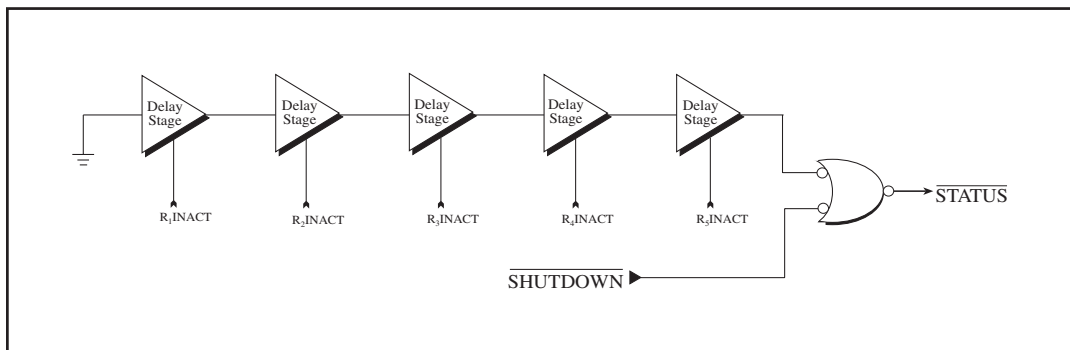 Delay
Stage
Delay
Stage
Delay
Stage
Delay
Stage
Delay
Stage
R₁INACT
R₂INACT
R₃INACT
R₄INACT
R₅INACT
STATUS
SHUTDOWN